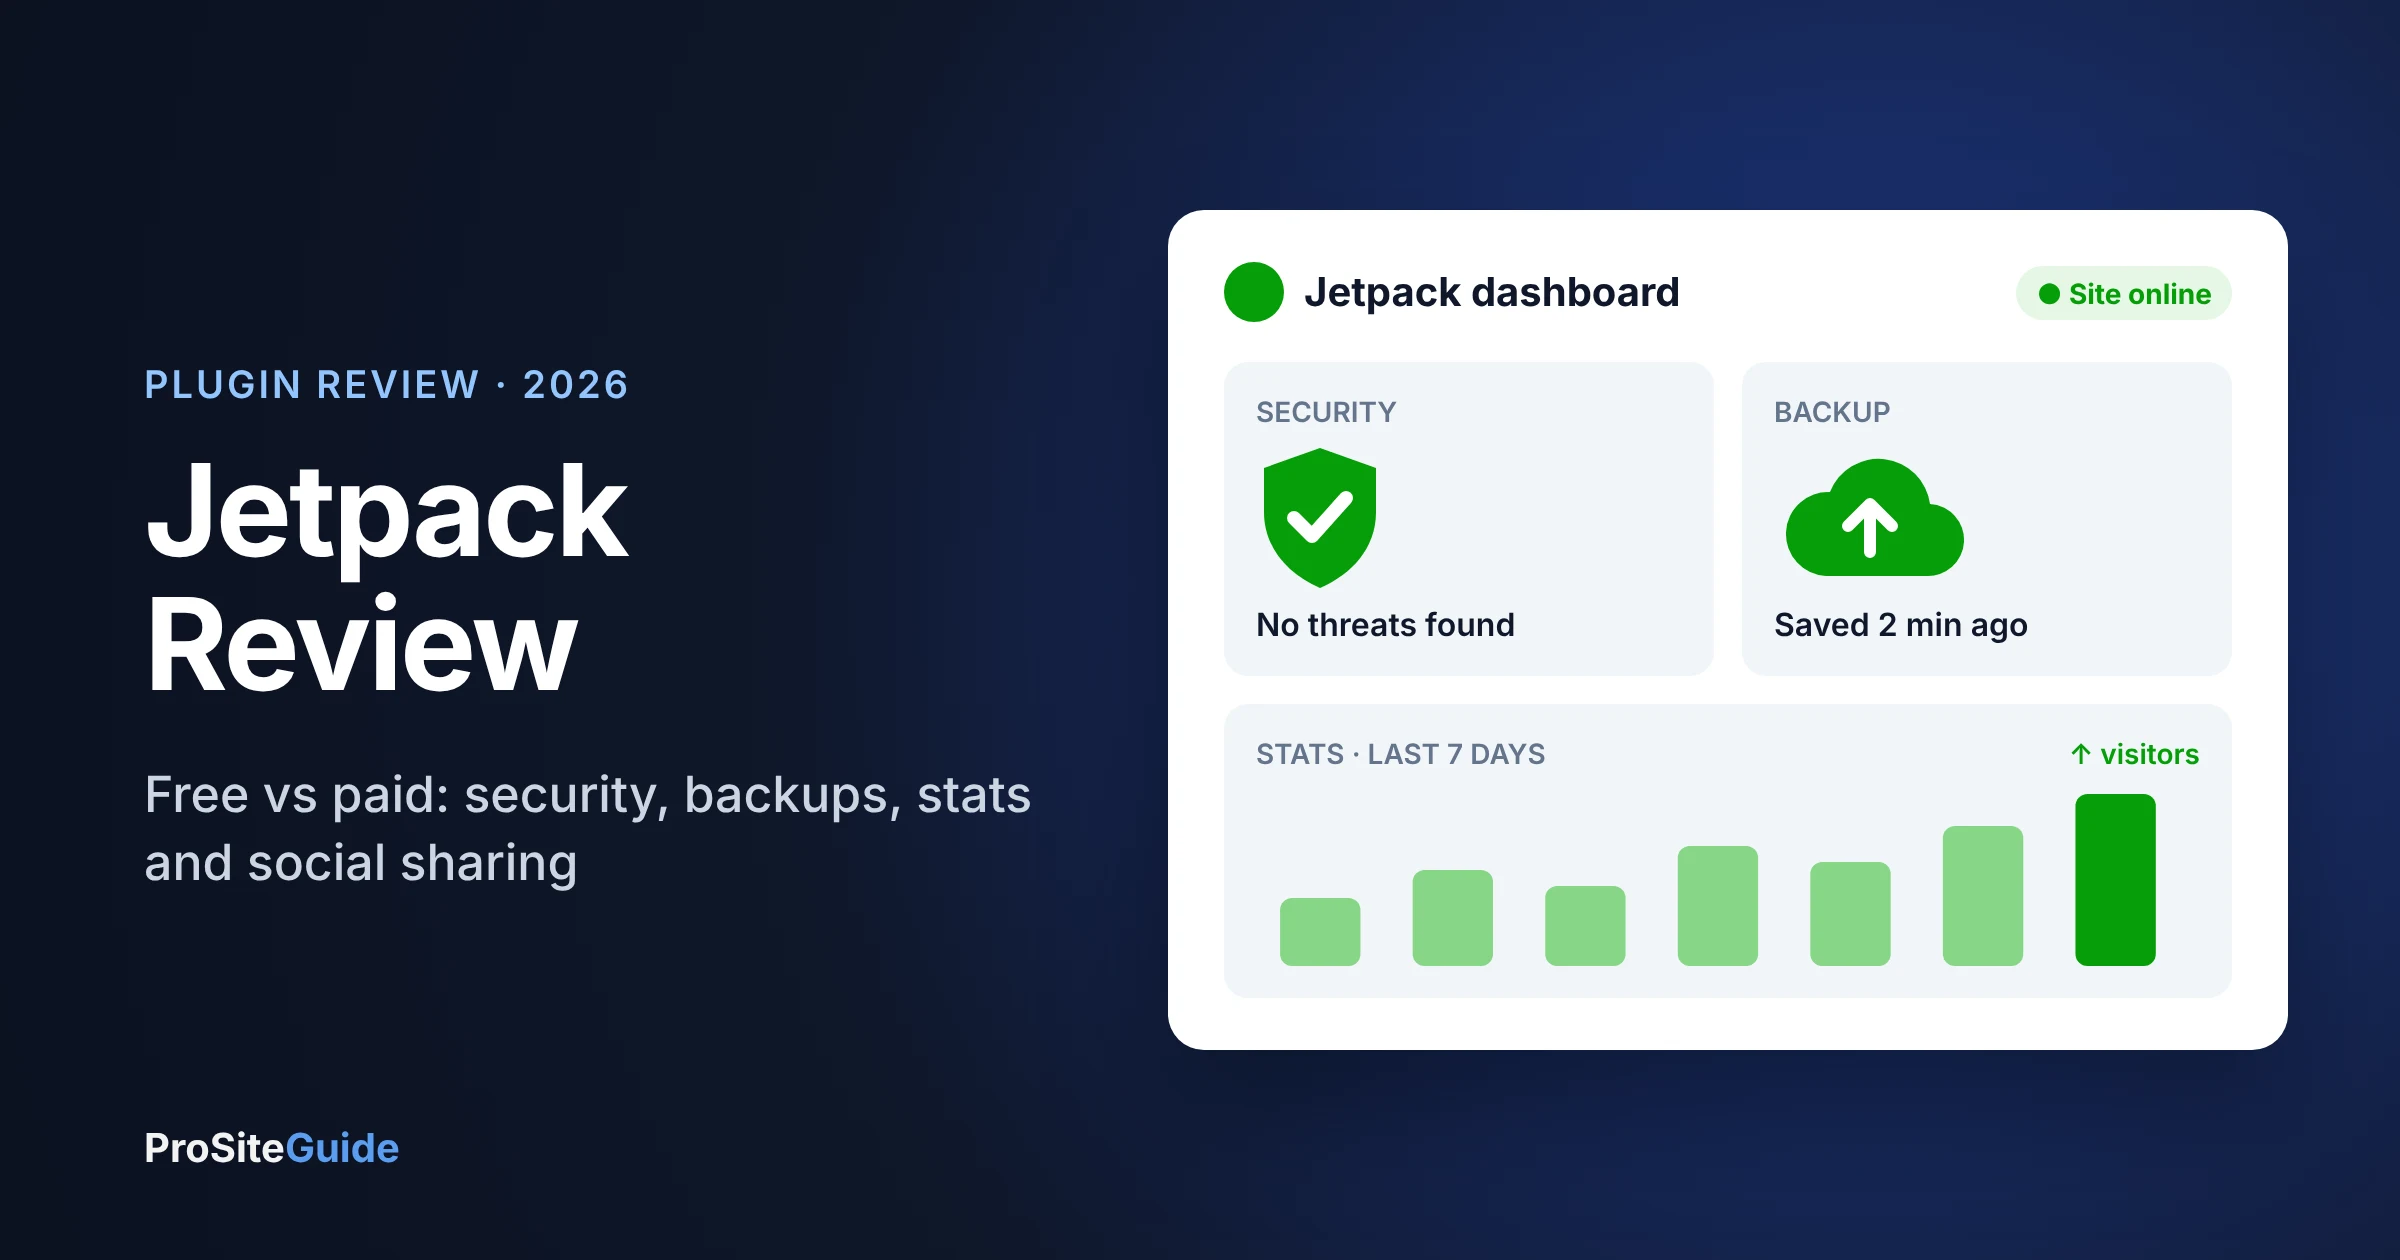 PLUGIN REVIEW · 2026
Jetpack
Review
Free vs paid: security, backups, stats
and social sharing
ProSiteGuide
Jetpack dashboard
Site online
SECURITY
No threats found
BACKUP
Saved 2 min ago
STATS · LAST 7 DAYS
↑ visitors